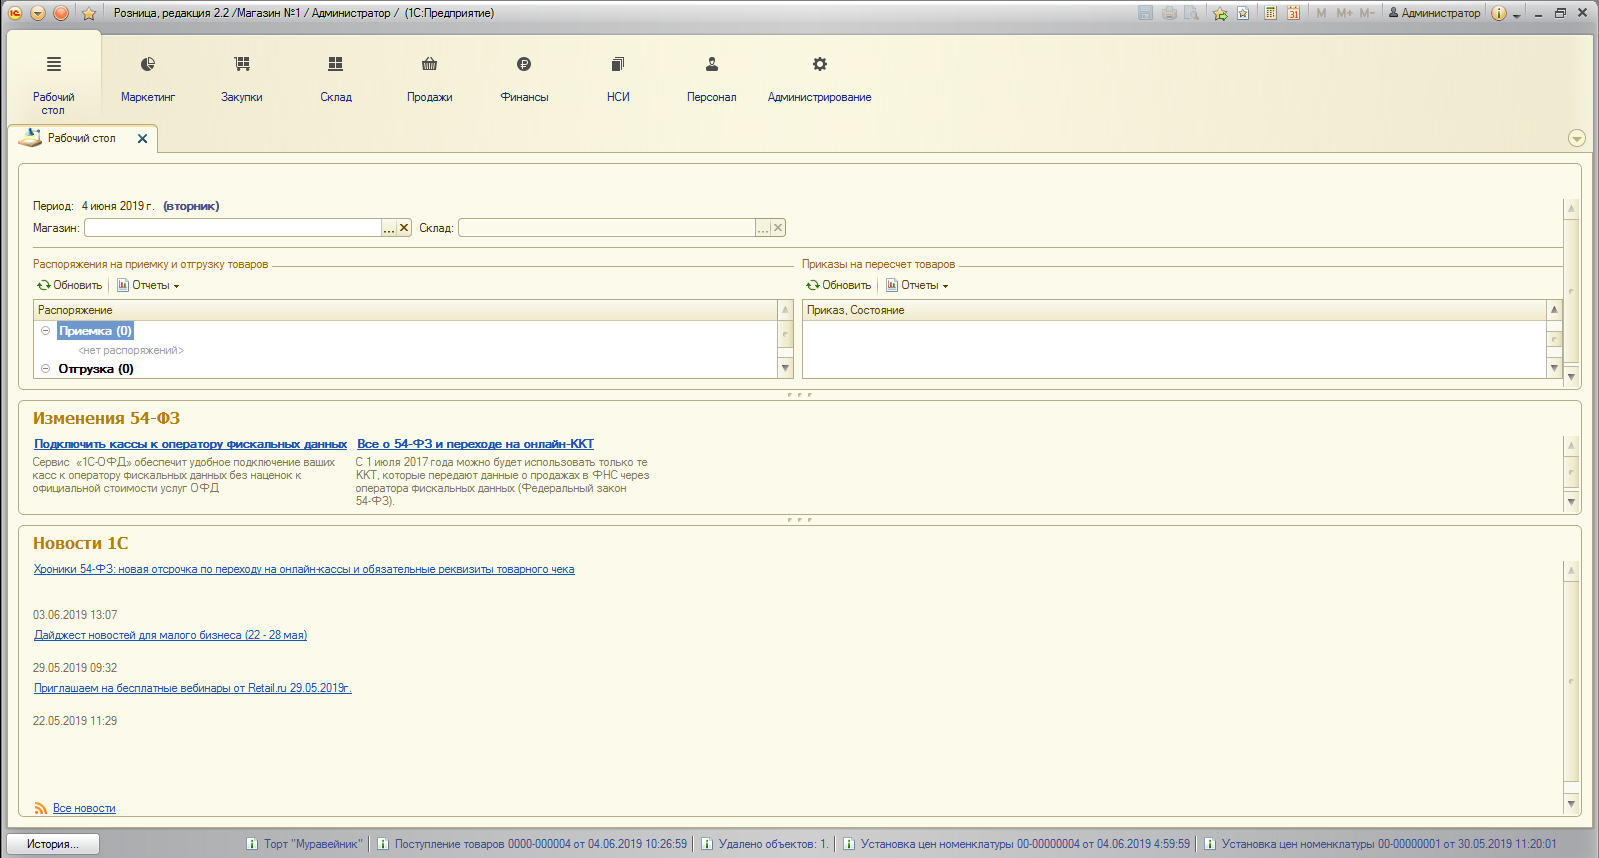 Розница, редакция 2.2 /Магазин №1 / Администратор / (1С:Предприятие)
M M+ M- Администратор
Рабочий стол
Маркетинг
Закупки
Склад
Продажи
Финансы
НСИ
Персонал
Администрирование
Рабочий стол
Период: 4 июня 2019 г. (вторник)
Магазин: ... Склад: ...
Распоряжения на приемку и отгрузку товаров
Обновить Отчеты
Распоряжение
Приемка (0)
<нет распоряжений>
Отгрузка (0)
Приказы на пересчет товаров
Обновить Отчеты
Приказ, Состояние
Изменения 54-ФЗ
Подключить кассы к оператору фискальных данных
Сервис «1С-ОФД» обеспечит удобное подключение ваших
касс к оператору фискальных данных без наценок к
официальной стоимости услуг ОФД
Все о 54-ФЗ и переходе на онлайн-ККТ
С 1 июля 2017 года можно будет использовать только те
ККТ, которые передают данные о продажах в ФНС через
оператора фискальных данных (Федеральный закон
54-ФЗ).
Новости 1С
Хроники 54-ФЗ: новая отсрочка по переходу на онлайн-кассы и обязательные реквизиты товарного чека
03.06.2019 13:07
Дайджест новостей для малого бизнеса (22 - 28 мая)
29.05.2019 09:32
Приглашаем на бесплатные вебинары от Retail.ru 29.05.2019г.
22.05.2019 11:29
Все новости
История...
Торт "Муравейник"
Поступление товаров 0000-000004 от 04.06.2019 10:26:59
Удалено объектов: 1.
Установка цен номенклатуры 00-00000004 от 04.06.2019 4:59:59
Установка цен номенклатуры 00-00000001 от 30.05.2019 11:20:01